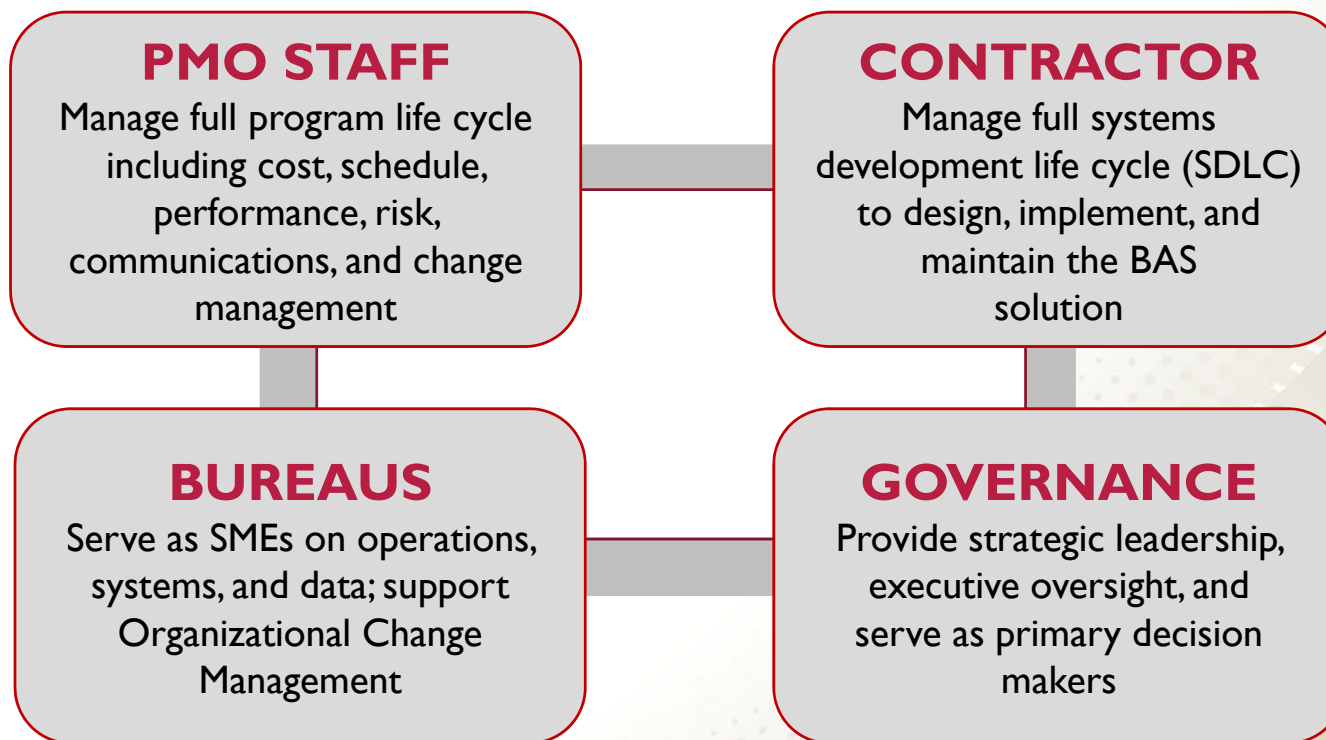 PMO STAFF
Manage full program life cycle
including cost, schedule,
performance, risk,
communications, and change
management
CONTRACTOR
Manage full systems
development life cycle (SDLC)
to design, implement, and
maintain the BAS
solution
BUREAUS
Serve as SMEs on operations,
systems, and data; support
Organizational Change
Management
GOVERNANCE
Provide strategic leadership,
executive oversight, and
serve as primary decision
makers